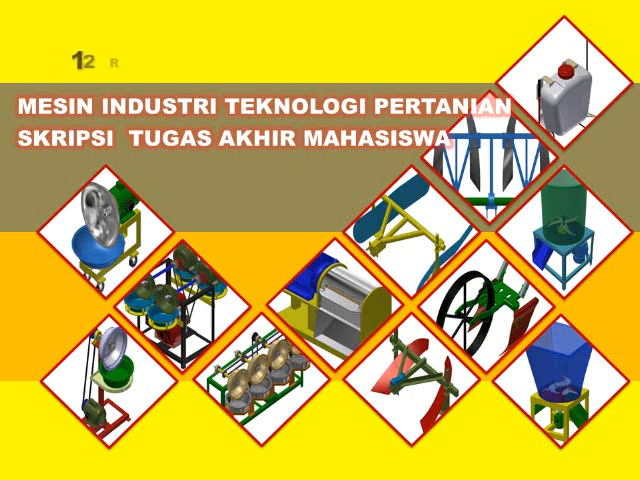 12 R
MESIN INDUSTRI TEKNOLOGI PERTANIAN
SKRIPSI TUGAS AKHIR MAHASISWA